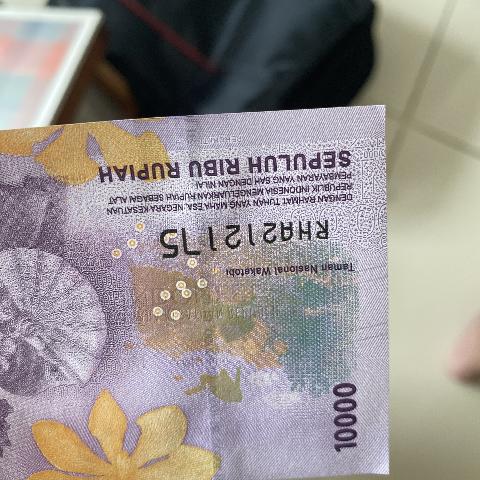 10000
Taman Nasional Wakatobi
RHA212175
DENGAN RAHMAT TUHAN YANG MAHA ESA, NEGARA KESATUAN
REPUBLIK INDONESIA MENGELUARKAN RUPIAH SEBAGAI ALAT
PEMBAYARAN YANG SAH DENGAN NILAI
SEPULUH RIBU RUPIAH